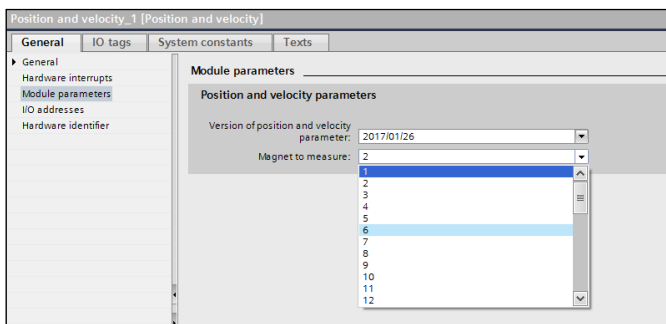 Position and velocity_1 [Position and velocity]
General IO tags System constants Texts
General
Hardware interrupts
Module parameters
I/O addresses
Hardware identifier
Module parameters
Position and velocity parameters
Version of position and velocity
parameter: 2017/01/26
Magnet to measure: 2
1
2
3
4
5
6
7
8
9
10
11
12